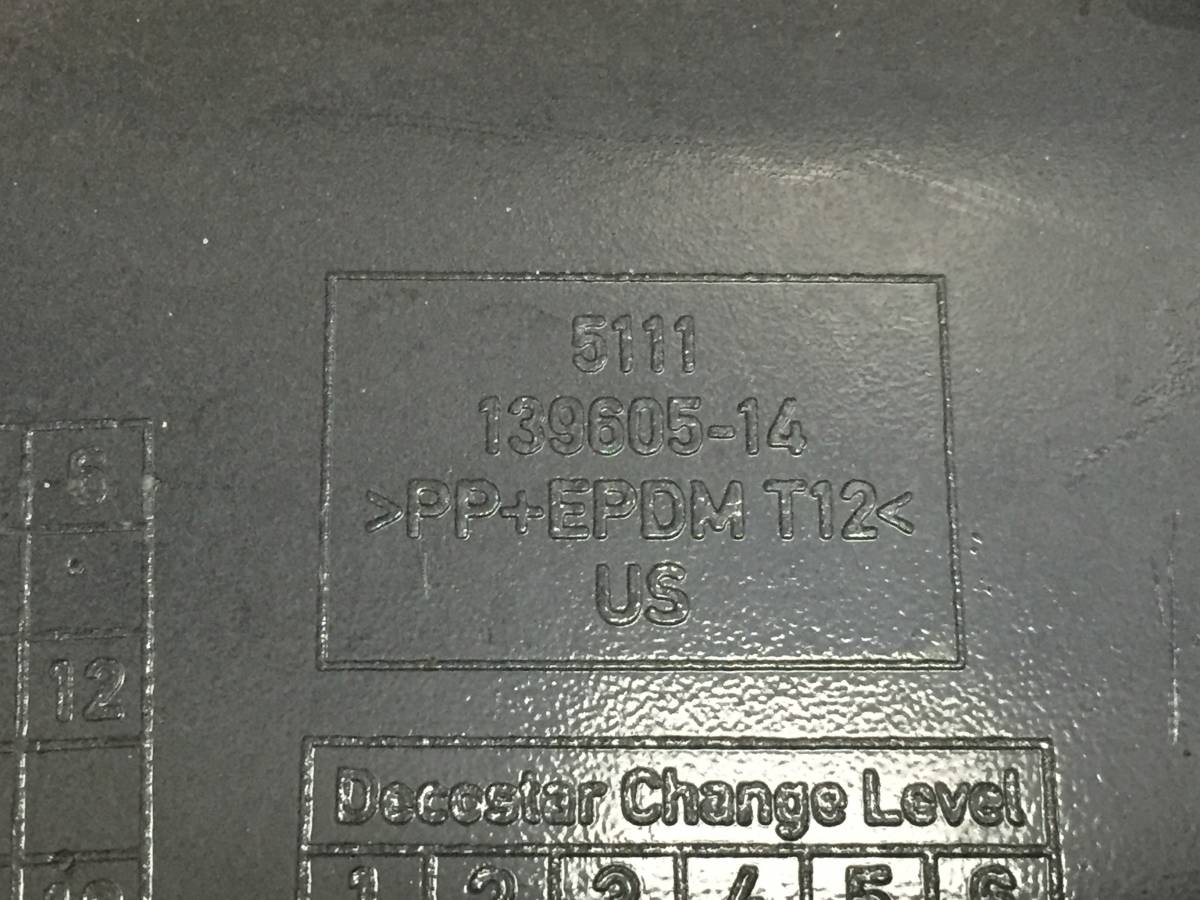 5111
139605-14
>PP+EPDM T12<
US
6
12
Decostar Change Level
1 2 3 4 5 6